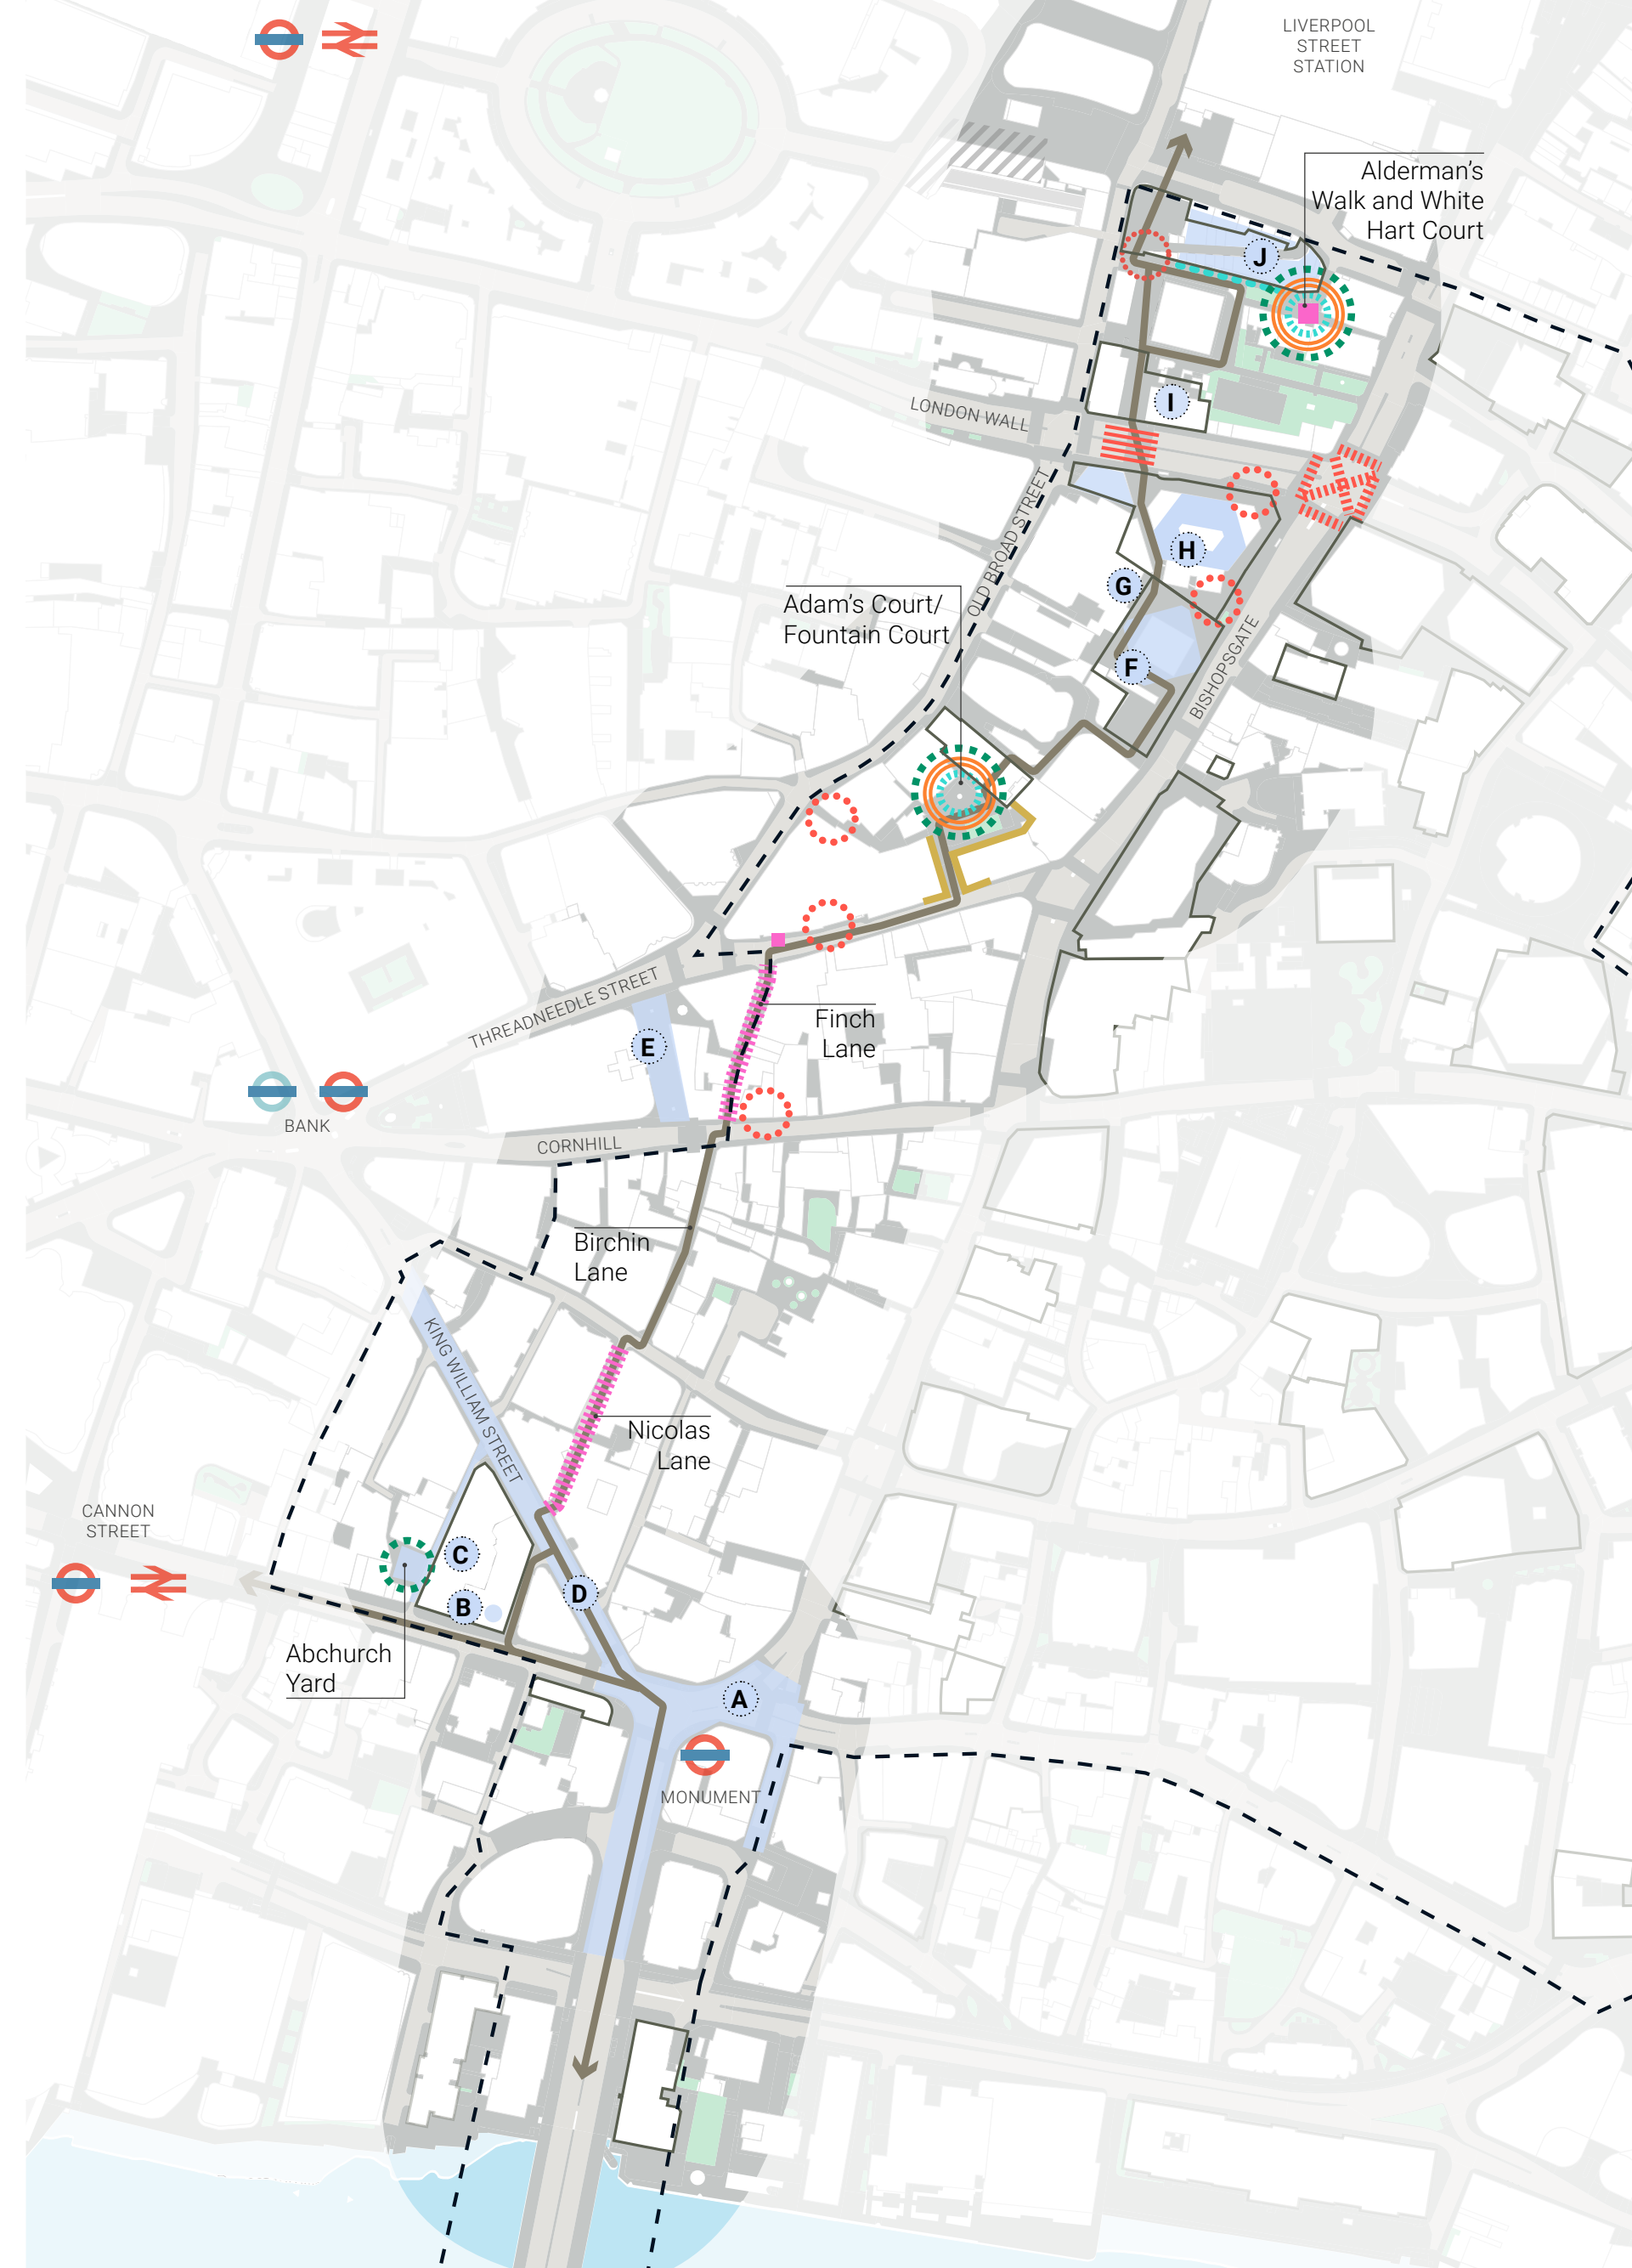 LIVERPOOL
STREET
STATION
Alderman's
Walk and White
Hart Court
J
I
LONDON WALL
OLD BROAD STREET
H
G
Adam's Court/
Fountain Court
F
BISHOPSGATE
THREADNEEDLE STREET
Finch
Lane
E
BANK
CORNHILL
Birchin
Lane
KING WILLIAM STREET
Nicolas
Lane
CANNON
STREET
C
B
D
Abchurch
Yard
A
MONUMENT